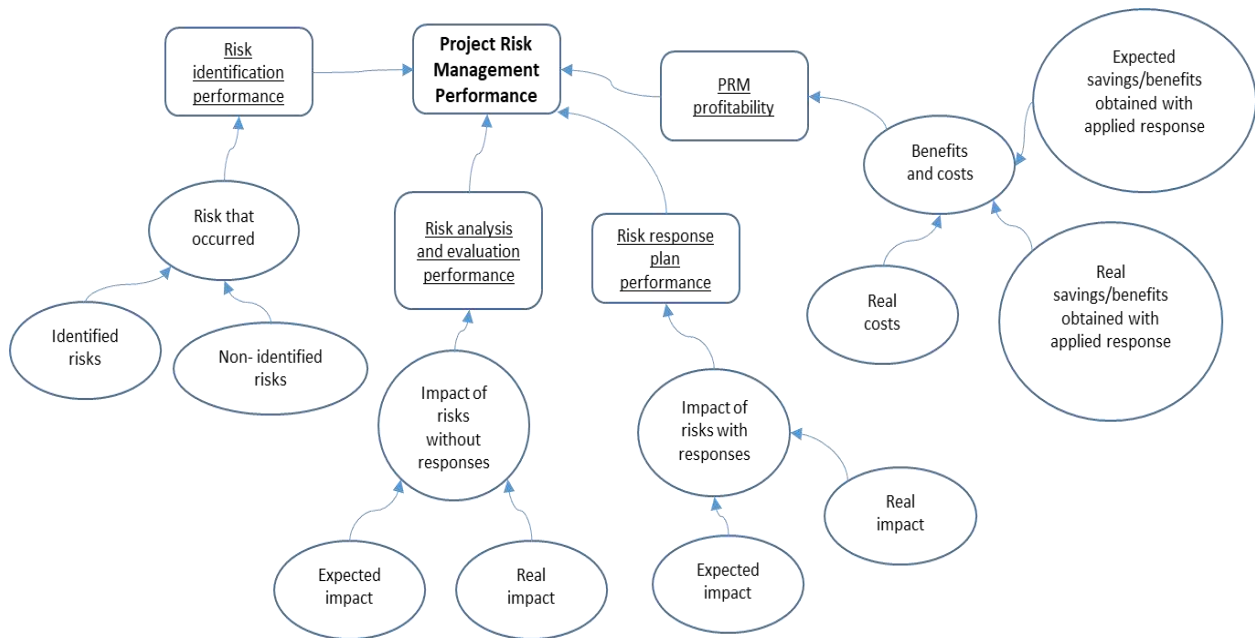 Risk
identification
performance
Project Risk
Management
Performance
PRM
profitability
Expected
savings/benefits
obtained with
applied response
Benefits
and costs
Risk that
occurred
Risk analysis
and evaluation
performance
Risk response
plan
performance
Real
costs
Real
savings/benefits
obtained with
applied response
Identified
risks
Non- identified
risks
Impact of
risks
without
responses
Impact of
risks with
responses
Real
impact
Expected
impact
Real
impact
Expected
impact